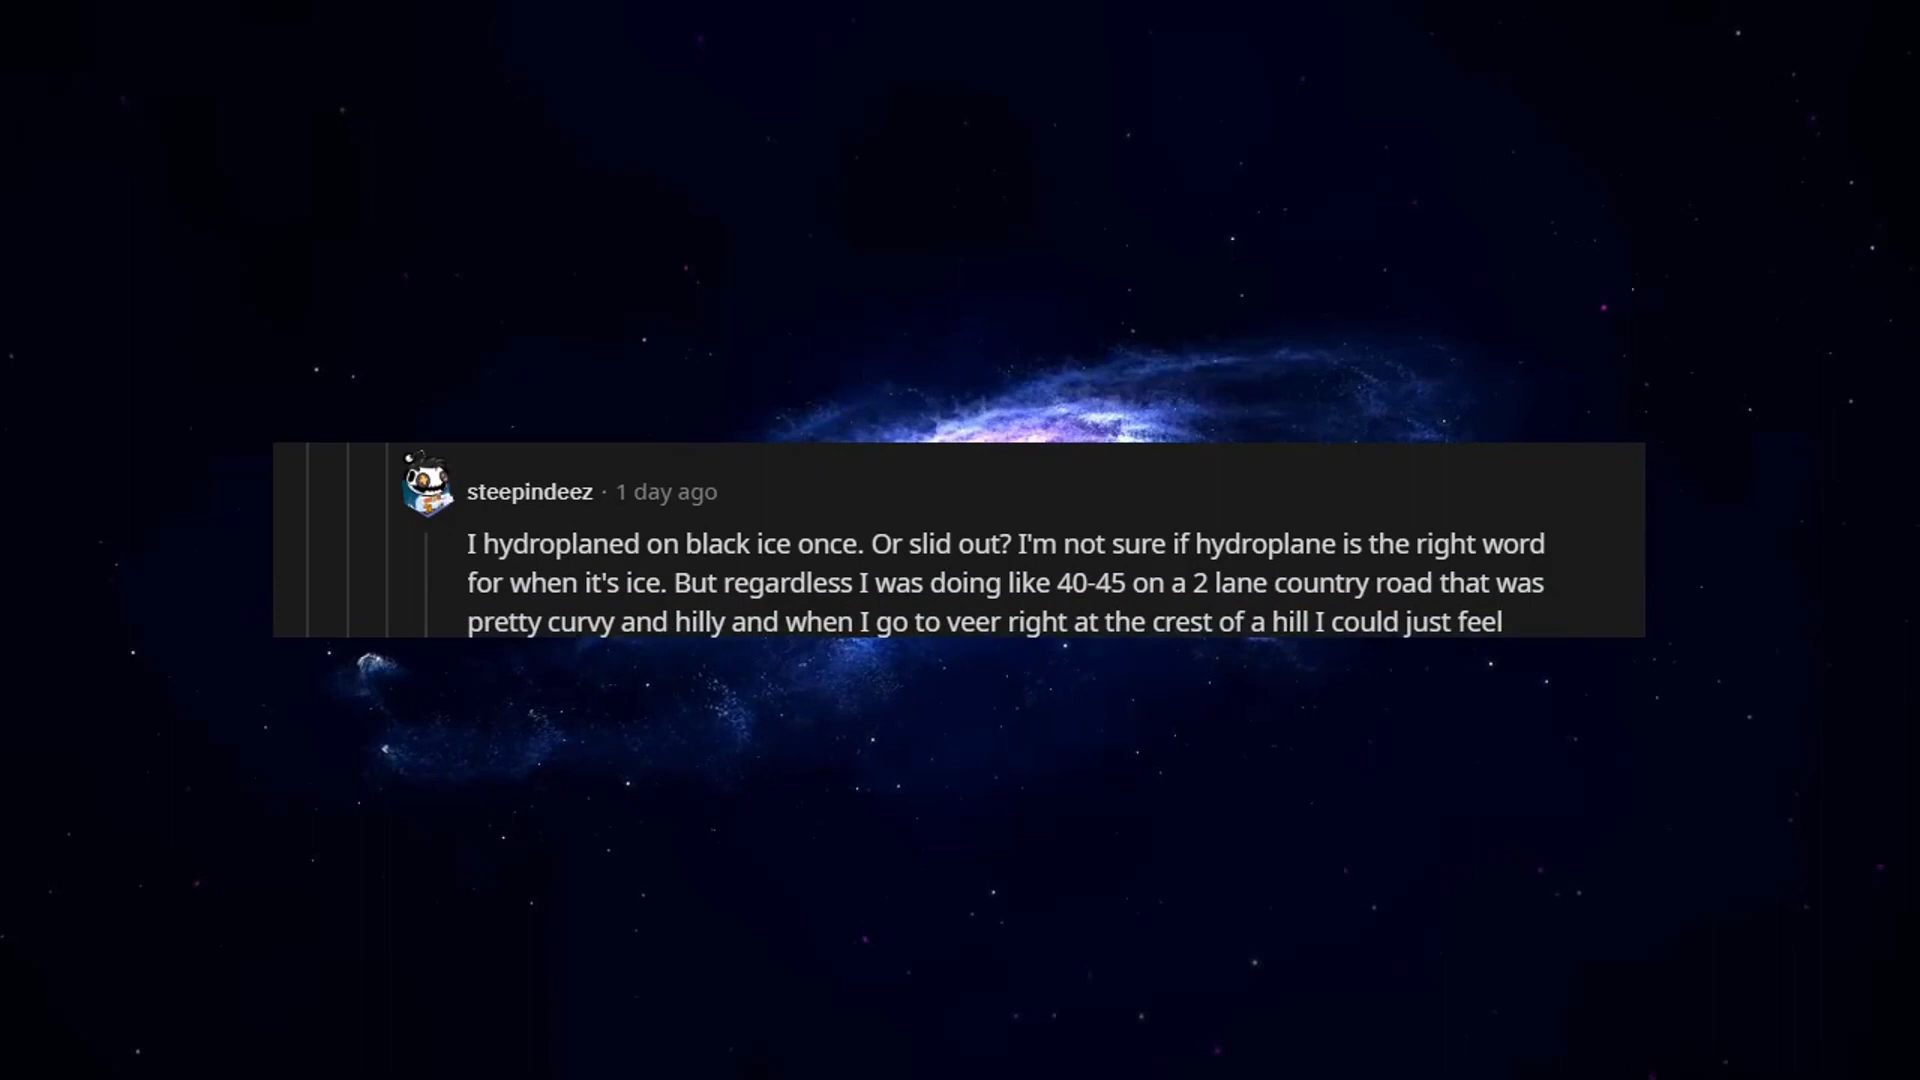 steepindeez · 1 day ago
I hydroplaned on black ice once. Or slid out? I'm not sure if hydroplane is the right word
for when it's ice. But regardless I was doing like 40-45 on a 2 lane country road that was
pretty curvy and hilly and when I go to veer right at the crest of a hill I could just feel